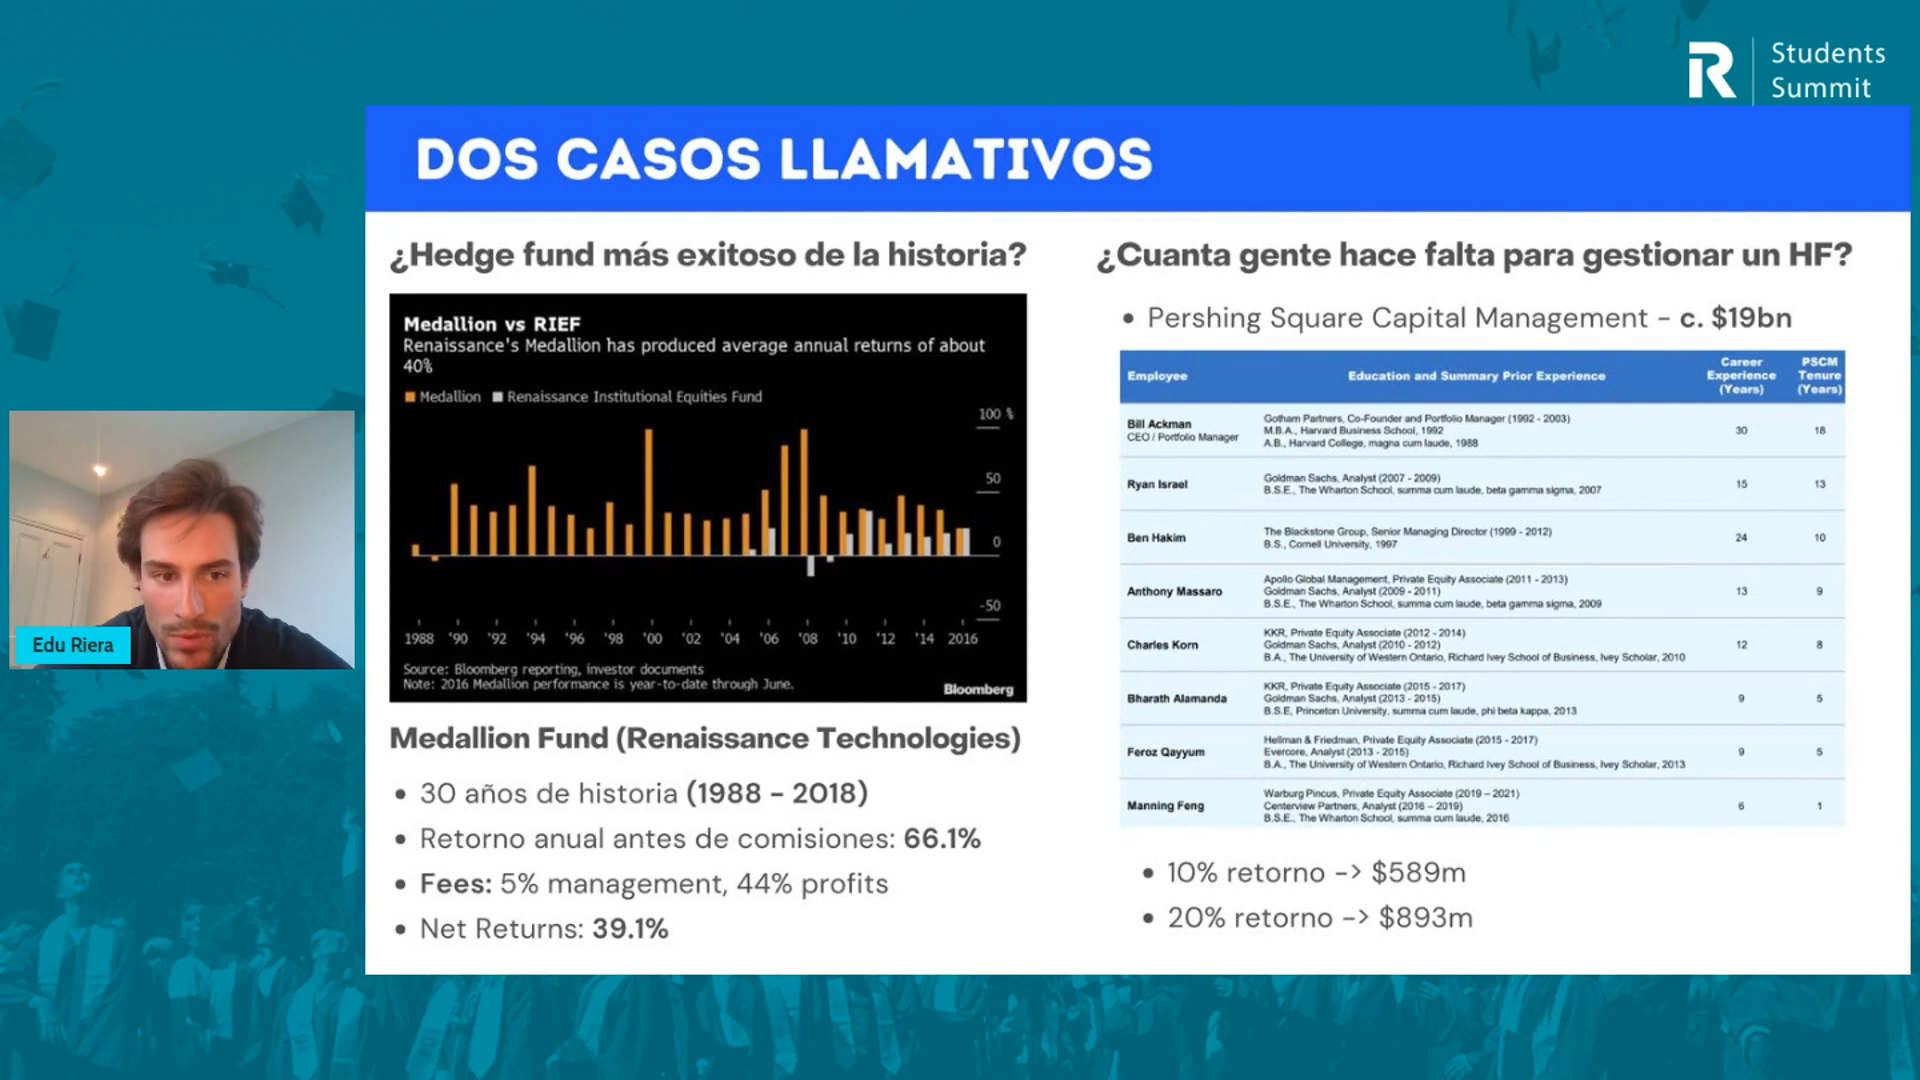 Students
Summit
DOS CASOS LLAMATIVOS
¿Hedge fund más exitoso de la historia?
Medallion vs RIEF
Renaissance's Medallion has produced average annual returns of about
40%
Medallion Renaissance Institutional Equities Fund
100 %
50
0
-50
1988 '90 '92 '94 '96 '98 '00 '02 '04 '06 '08 '10 '12 '14 2016
Source: Bloomberg reporting, investor documents
Note: 2016 Medallion performance is year-to-date through June.
Bloomberg
Medallion Fund (Renaissance Technologies)
• 30 años de historia (1988 - 2018)
• Retorno anual antes de comisiones: 66.1%
• Fees: 5% management, 44% profits
• Net Returns: 39.1%
¿Cuanta gente hace falta para gestionar un HF?
• Pershing Square Capital Management - c. $19bn
Employee Education and Summary Prior Experience Career Experience (Years) PSCM Tenure (Years)
Bill Ackman
CEO / Portfolio Manager
Gotham Partners, Co-Founder and Portfolio Manager (1992 - 2003)
M.B.A., Harvard Business School, 1992
A.B., Harvard College, magna cum laude, 1988
30 18
Ryan Israel
Goldman Sachs, Analyst (2007 - 2009)
B.S.E., The Wharton School, summa cum laude, beta gamma sigma, 2007
15 13
Ben Hakim
The Blackstone Group, Senior Managing Director (1999 - 2012)
B.S., Cornell University, 1997
24 10
Anthony Massaro
Apollo Global Management, Private Equity Associate (2011 - 2013)
Goldman Sachs, Analyst (2009 - 2011)
B.S.E., The Wharton School, summa cum laude, beta gamma sigma, 2009
13 9
Charles Korn
KKR, Private Equity Associate (2012 - 2014)
Goldman Sachs, Analyst (2010 - 2012)
B.A., The University of Western Ontario, Richard Ivey School of Business, Ivey Scholar, 2010
12 8
Bharath Alamanda
KKR, Private Equity Associate (2015 - 2017)
Goldman Sachs, Analyst (2013 - 2015)
B.S.E, Princeton University, summa cum laude, phi beta kappa, 2013
9 5
Feroz Qayyum
Hellman & Friedman, Private Equity Associate (2015 - 2017)
Evercore, Analyst (2013 - 2015)
B.A., The University of Western Ontario, Richard Ivey School of Business, Ivey Scholar, 2013
9 5
Manning Feng
Warburg Pincus, Private Equity Associate (2019 – 2021)
Centerview Partners, Analyst (2016 – 2019)
B.S.E., The Wharton School, summa cum laude, 2016
6 1
• 10% retorno -> $589m
• 20% retorno -> $893m
Edu Riera